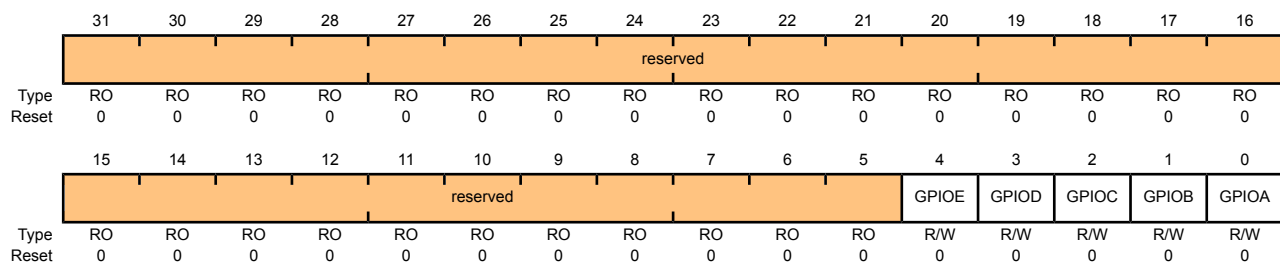 31 30 29 28 27 26 25 24 23 22 21 20 19 18 17 16
reserved
Type RO RO RO RO RO RO RO RO RO RO RO RO RO RO RO RO
Reset 0 0 0 0 0 0 0 0 0 0 0 0 0 0 0 0
15 14 13 12 11 10 9 8 7 6 5 4 3 2 1 0
reserved GPIOE GPIOD GPIOC GPIOB GPIOA
Type RO RO RO RO RO RO RO RO RO RO RO R/W R/W R/W R/W R/W
Reset 0 0 0 0 0 0 0 0 0 0 0 0 0 0 0 0